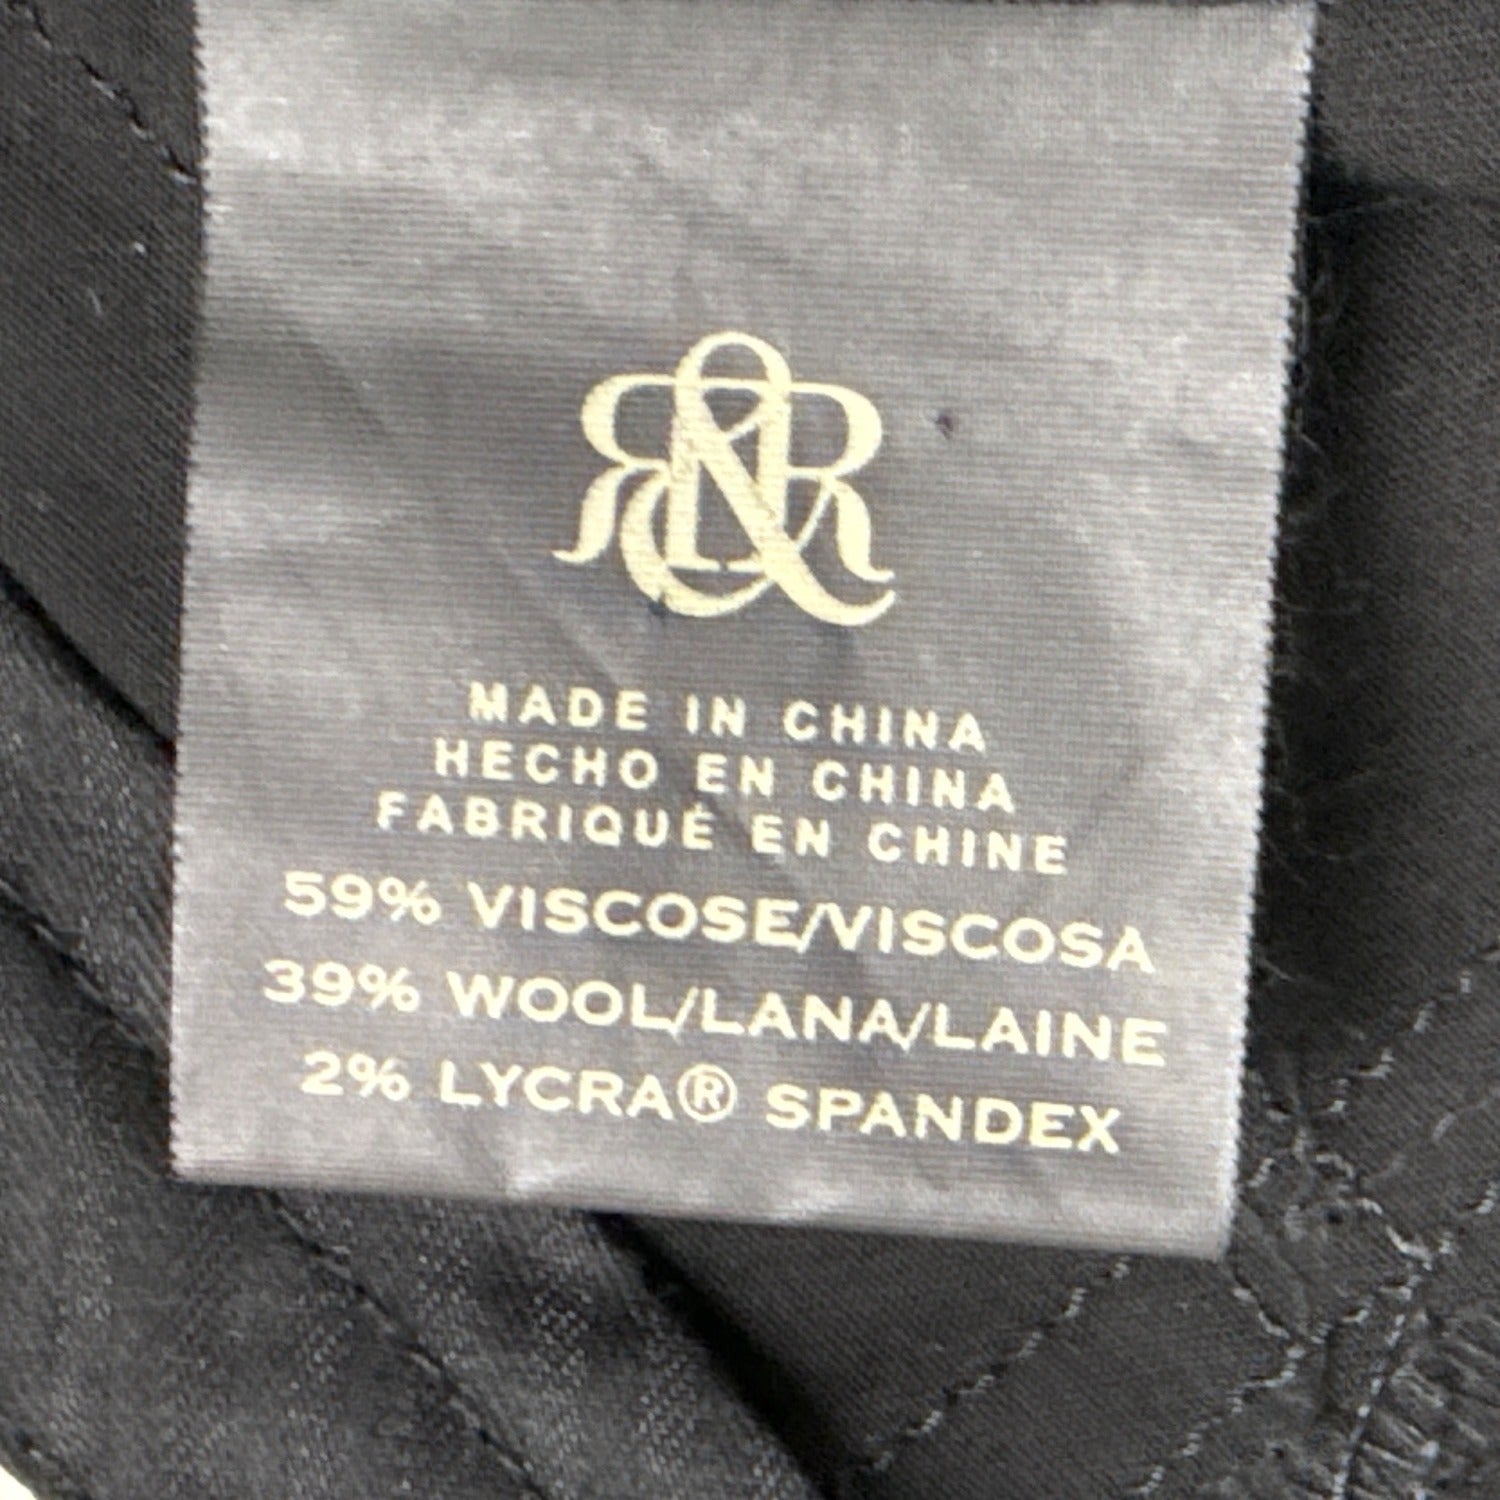 R&R
MADE IN CHINA
HECHO EN CHINA
FABRIQUÉ EN CHINE
59% VISCOSE/VISCOSA
39% WOOL/LANA/LAINE
2% LYCRA® SPANDEX